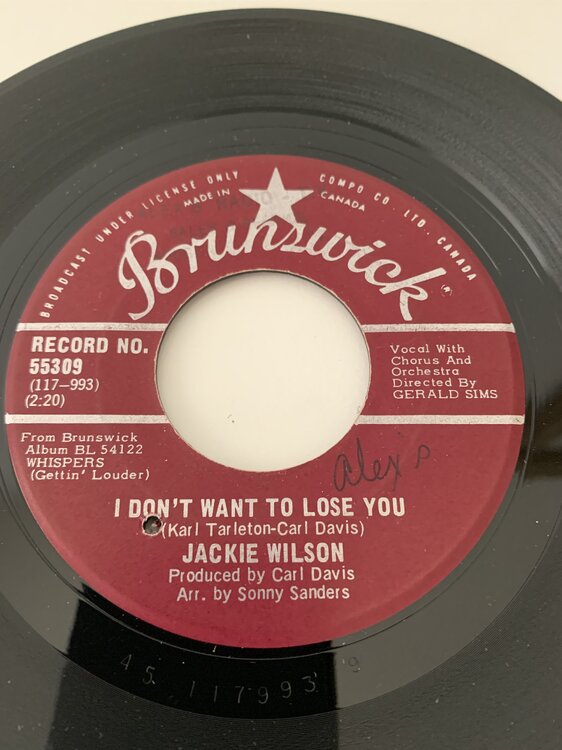 BROADCAST UNDER LICENSE ONLY
COMPO CO. LTD. CANADA
MADE IN CANADA
Brunswick
RECORD NO.
55309
(117-993)
(2:20)
Vocal With
Chorus And
Orchestra
Directed By
GERALD SIMS
From Brunswick
Album BL 54122
WHISPERS
(Gettin' Louder)
alex's
I DON'T WANT TO LOSE YOU
(Karl Tarleton-Carl Davis)
JACKIE WILSON
Produced by Carl Davis
Arr. by Sonny Sanders
45 117993 9